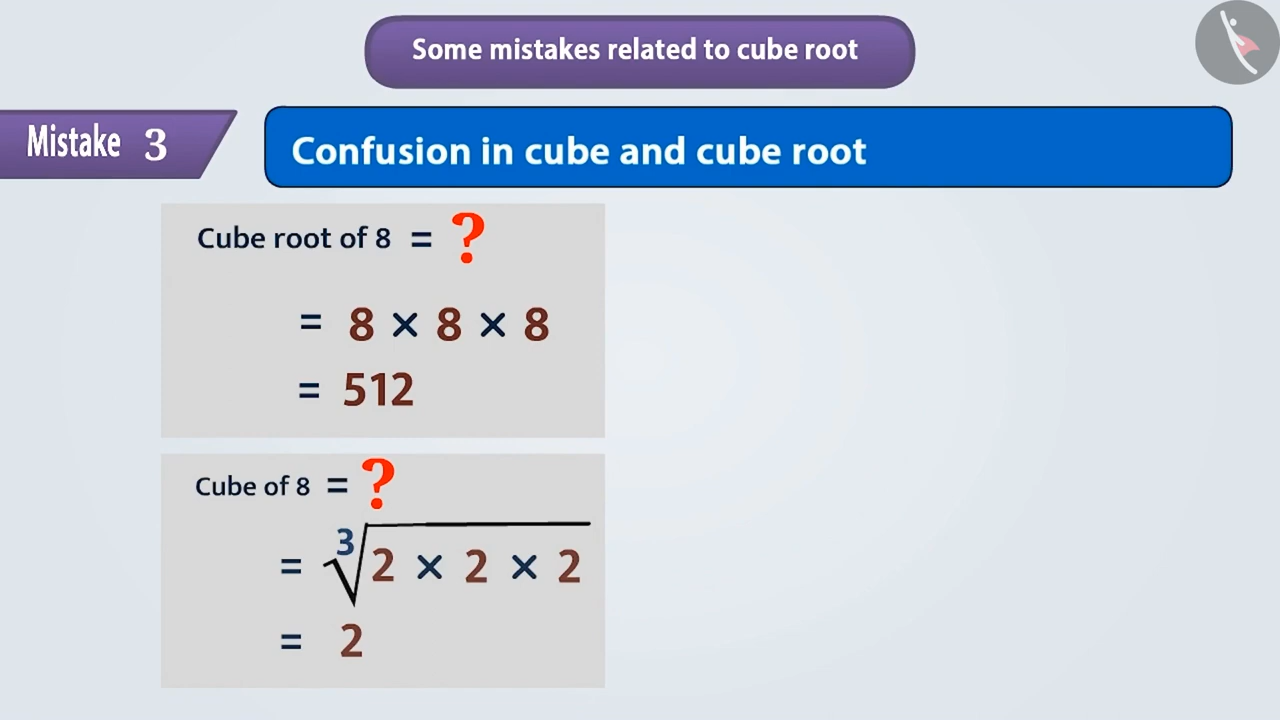 Some mistakes related to cube root
Mistake 3
Confusion in cube and cube root
Cube root of 8 = ?
= 8 × 8 × 8
= 512
Cube of 8 = ?
= ∛2 × 2 × 2
= 2